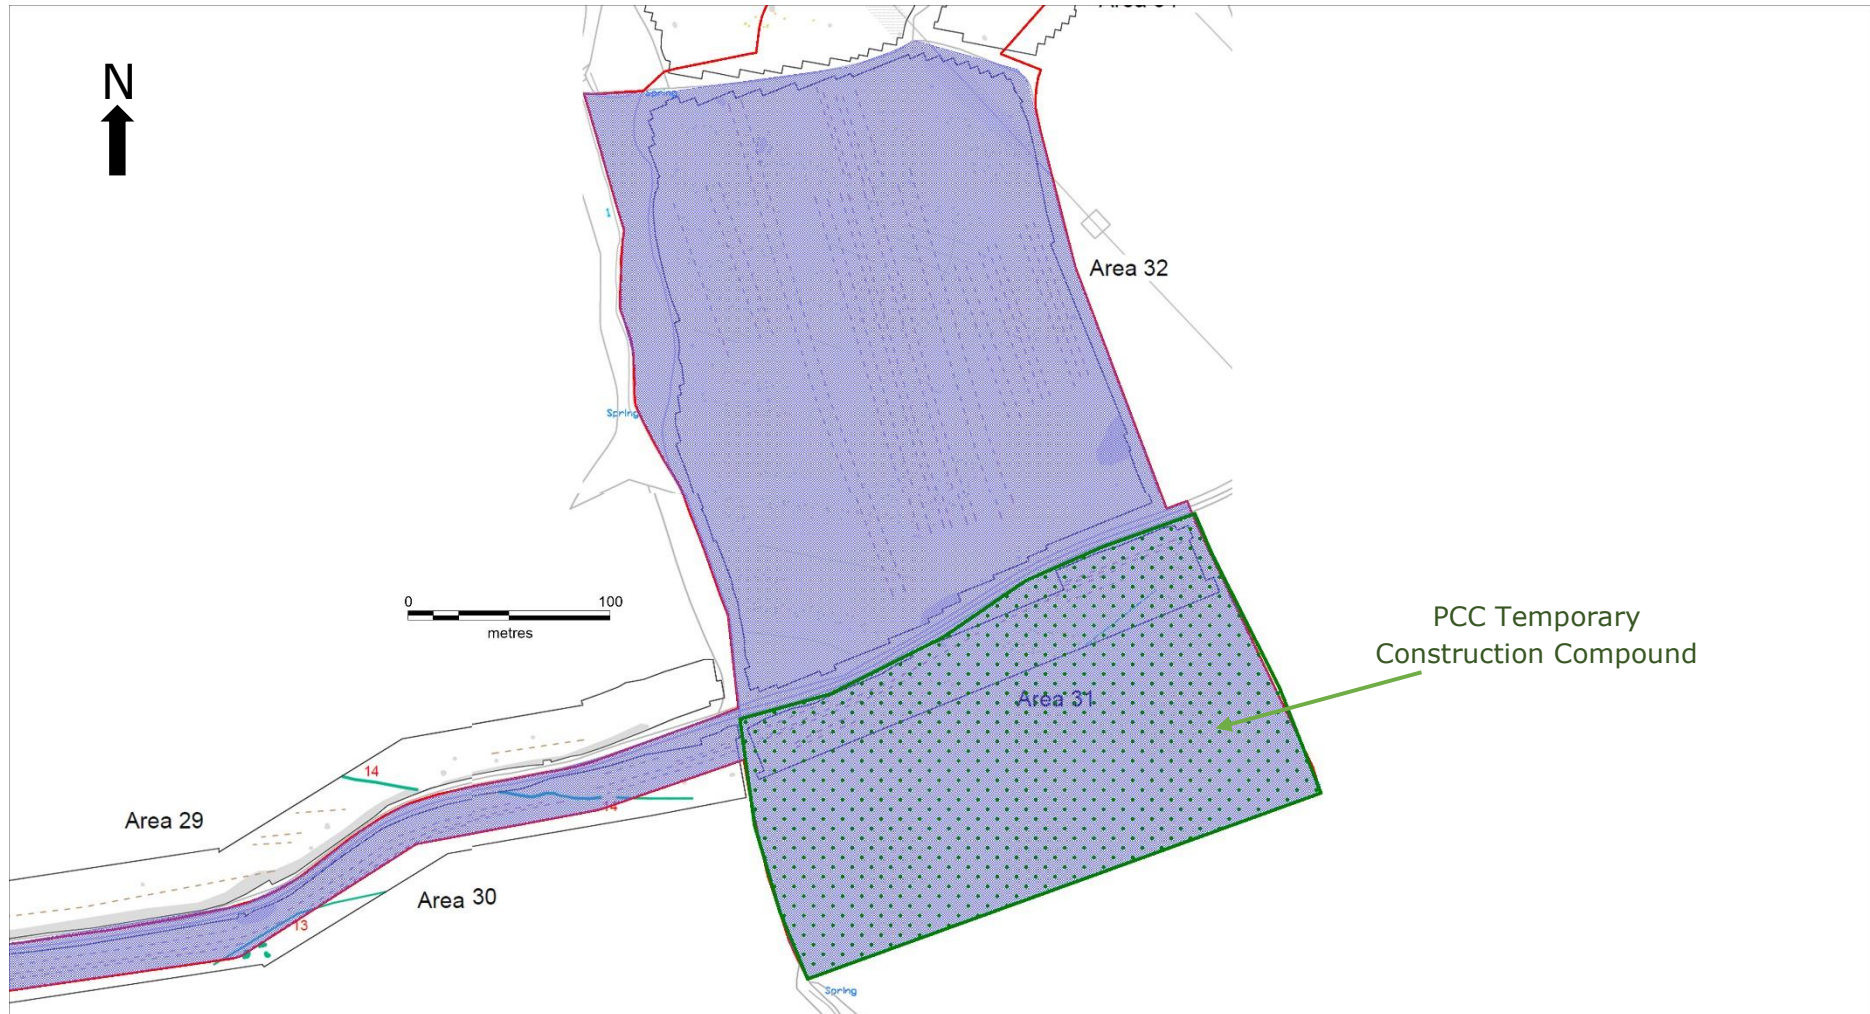 N
Spring
1
Area 32
Spring
0 100
metres
PCC Temporary
Construction Compound
Area 31
14
14
Area 29
Area 30
13
Spring